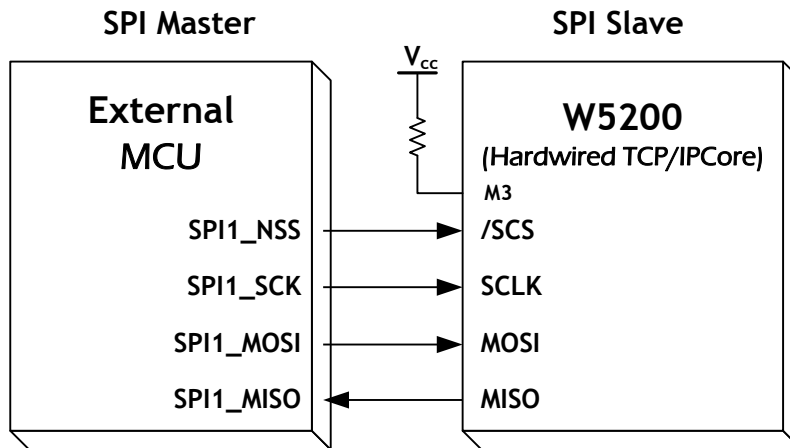 SPI Master
SPI Slave
Vcc
External
MCU
W5200
(Hardwired TCP/IPCore)
M3
SPI1_NSS
/SCS
SPI1_SCK
SCLK
SPI1_MOSI
MOSI
SPI1_MISO
MISO